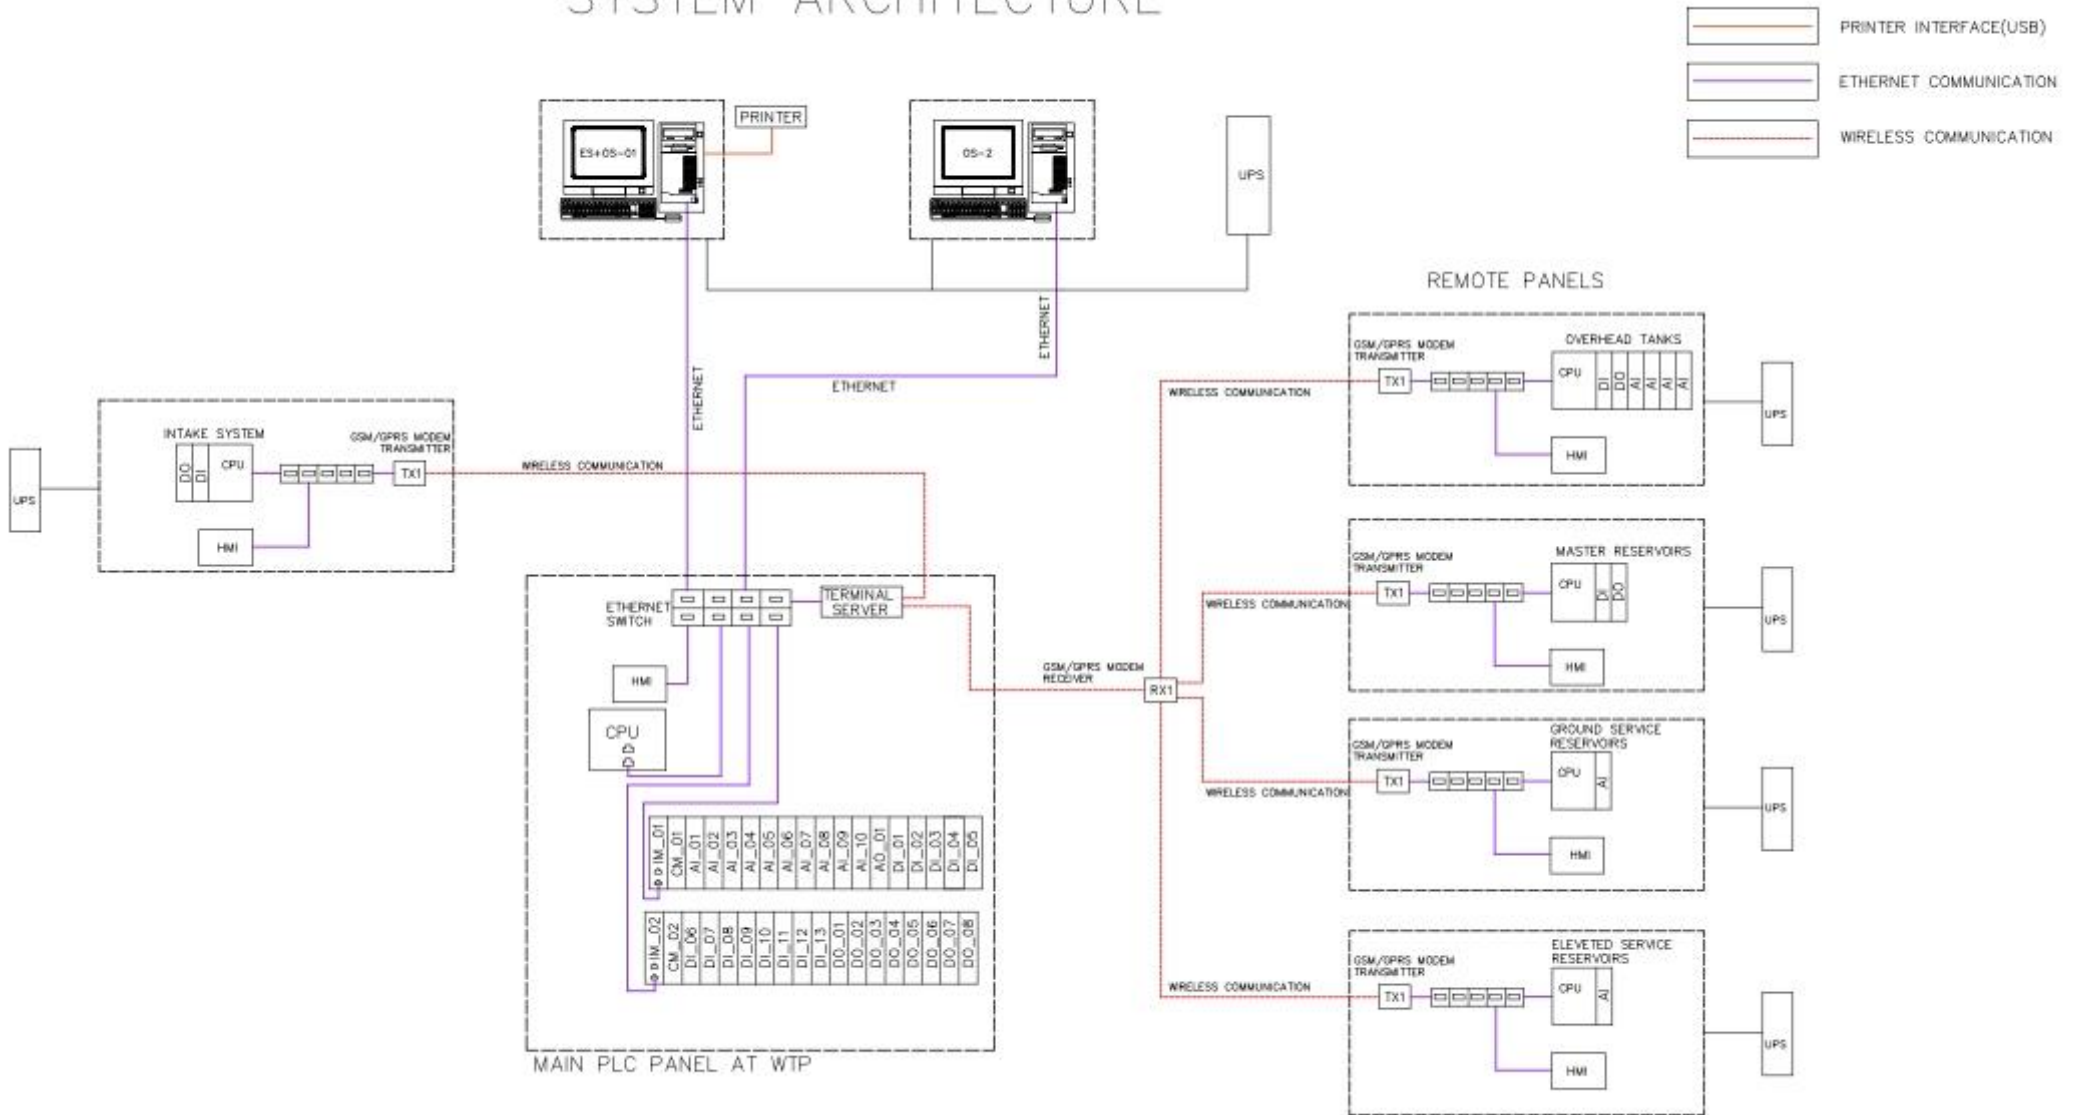 SYSTEM ARCHITECTURE
PRINTER INTERFACE(USB)
ETHERNET COMMUNICATION
WIRELESS COMMUNICATION
ES+OS-01
PRINTER
OS-2
UPS
ETHERNET
ETHERNET
ETHERNET
UPS
INTAKE SYSTEM
DO
DI
CPU
GSM/GPRS MODEM
TRANSMITTER
TX1
HMI
WIRELESS COMMUNICATION
ETHERNET
SWITCH
TERMINAL
SERVER
HMI
CPU
DIM_01
CM_01
AI_01
AI_02
AI_03
AI_04
AI_05
AI_06
AI_07
AI_08
AI_09
AI_10
AO_01
DI_01
DI_02
DI_03
DI_04
DI_05
DIM_02
CM_02
DI_06
DI_07
DI_08
DI_09
DI_10
DI_11
DI_12
DI_13
DO_01
DO_02
DO_03
DO_04
DO_05
DO_06
DO_07
DO_08
MAIN PLC PANEL AT WTP
GSM/GPRS MODEM
RECEIVER
RX1
REMOTE PANELS
WIRELESS COMMUNICATION
GSM/GPRS MODEM
TRANSMITTER
TX1
OVERHEAD TANKS
CPU
DI
DO
AI
AI
AI
AI
HMI
UPS
WIRELESS COMMUNICATION
GSM/GPRS MODEM
TRANSMITTER
TX1
MASTER RESERVOIRS
CPU
DI
DO
HMI
UPS
WIRELESS COMMUNICATION
GSM/GPRS MODEM
TRANSMITTER
TX1
GROUND SERVICE
RESERVOIRS
CPU
AI
HMI
UPS
WIRELESS COMMUNICATION
GSM/GPRS MODEM
TRANSMITTER
TX1
ELEVETED SERVICE
RESERVOIRS
CPU
AI
HMI
UPS